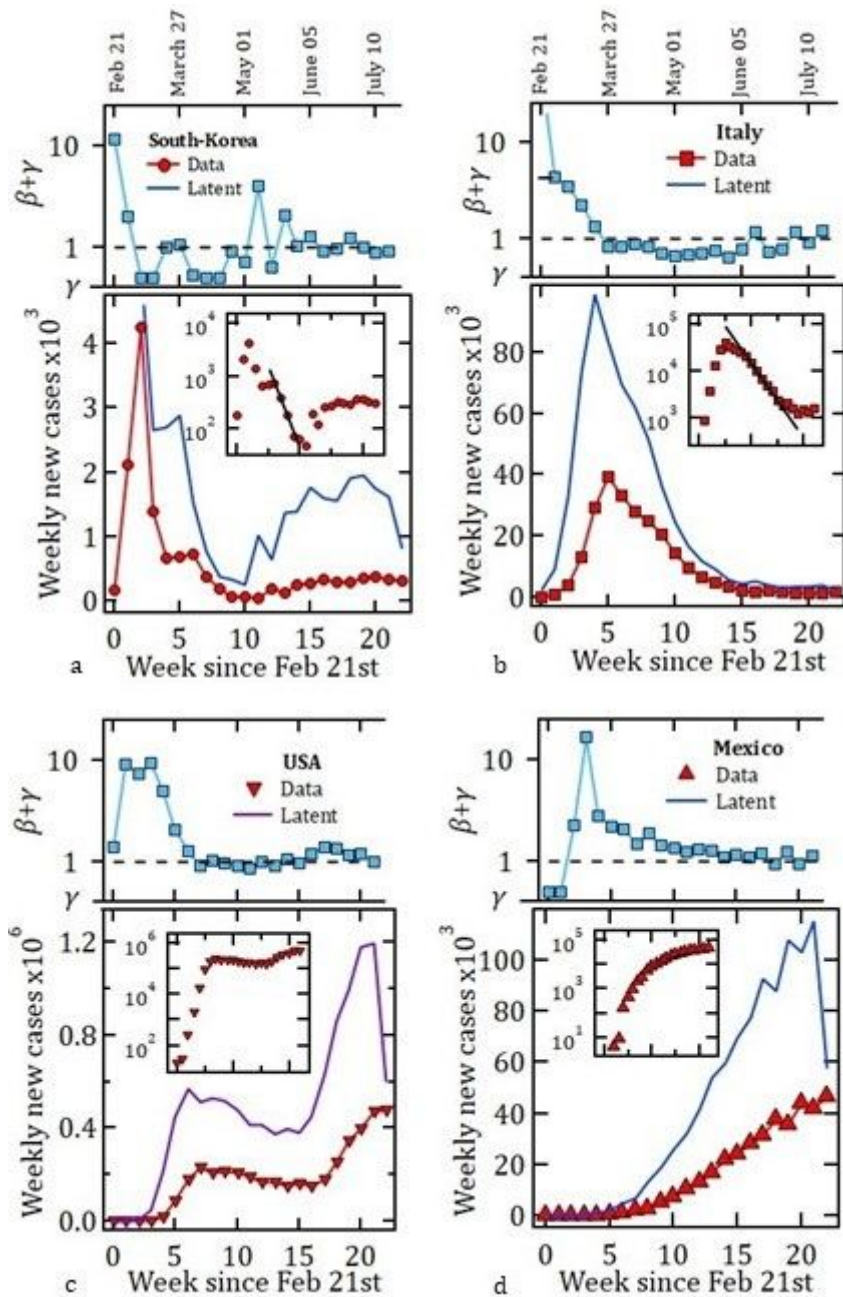 Feb 21
March 27
May 01
June 05
July 10
Feb 21
March 27
May 01
June 05
July 10
10
1
γ
β+γ
South-Korea
Data
Latent
10
1
γ
β+γ
Italy
Data
Latent
Weekly new cases x10³
4
3
2
1
0
10⁴
10³
10²
0 5 10 15 20
Week since Feb 21st
a
Weekly new cases x10³
80
60
40
20
0
10⁵
10⁴
10³
0 5 10 15 20
Week since Feb 21st
b
10
1
γ
β+γ
USA
Data
Latent
10
1
γ
β+γ
Mexico
Data
Latent
Weekly new cases x10⁶
1.2
0.8
0.4
0.0
10⁶
10⁴
10²
0 5 10 15 20
Week since Feb 21st
c
Weekly new cases x10³
100
80
60
40
20
0
10⁵
10³
10¹
0 5 10 15 20
Week since Feb 21st
d